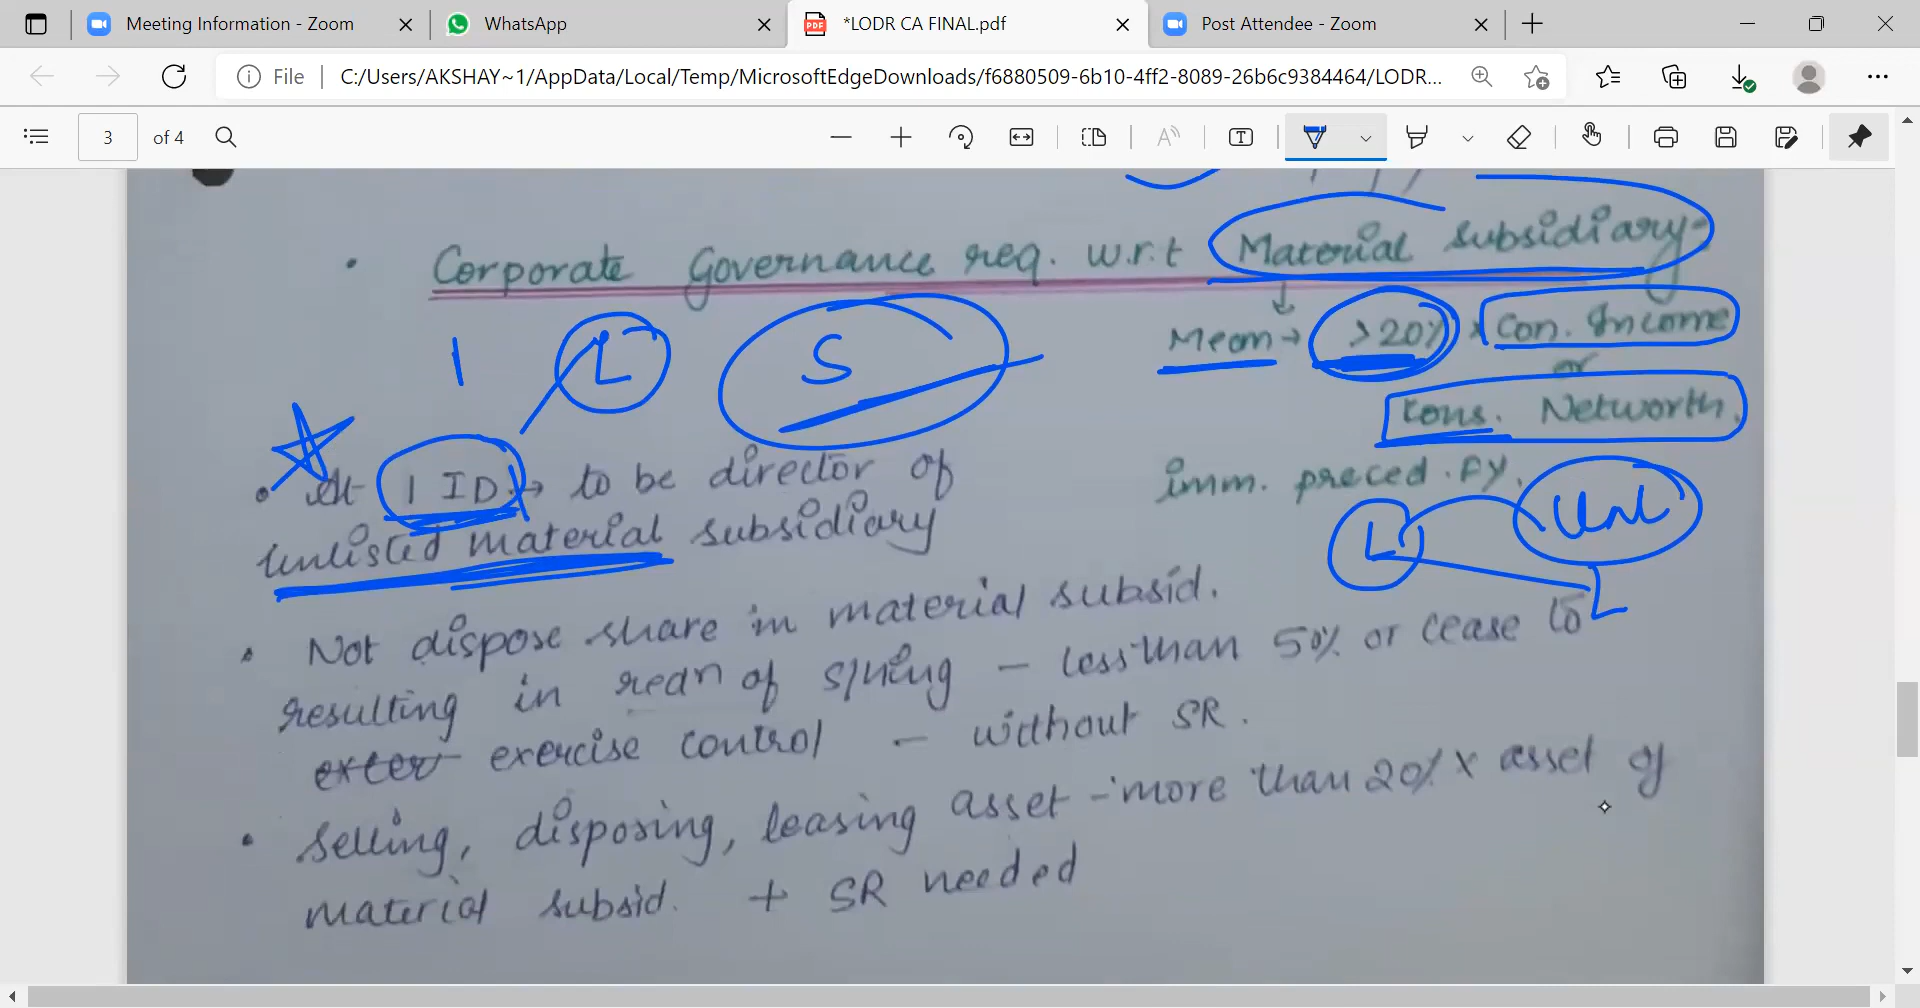 Meeting Information - Zoom
WhatsApp
*LODR CA FINAL.pdf
Post Attendee - Zoom
File
C:/Users/AKSHAY~1/AppData/Local/Temp/MicrosoftEdgeDownloads/f6880509-6b10-4ff2-8089-26b6c9384464/LODR...
3 of 4
• Corporate Governance req. w.r.t Material subsidiary
1 L S
Mean → >20% x Con. Income
or
Cons. Networth.
imm. preced. FY.
L Unl
L
• 1 ID → to be director of
unlisted material subsidiary
• Not dispose share in material subsid.
resulting in redn of s/hling – less than 50% or cease to
exter exercise control – without SR.
• Selling, disposing, leasing asset – more than 20% x asset of
material subsid. + SR needed